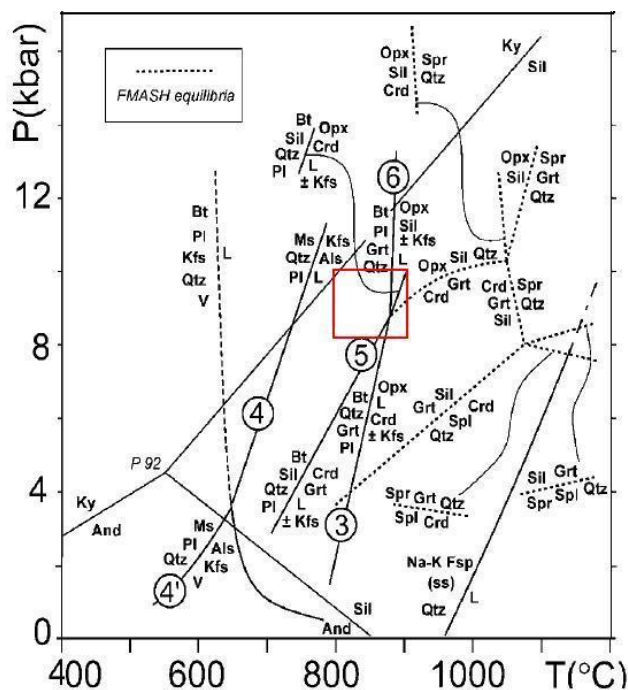 P(kbar)
FMASH equilibria
Opx
Sil
Crd
Spr
Qtz
Ky
Sil
Bt
Sil
Qtz
Pl
Opx
Crd
L
± Kfs
12
6
Opx
Sil
Spr
Grt
Qtz
Bt
Pl
Kfs
Qtz
V
L
Ms
Qtz
Pl
Kfs
Als
L
Bt
Pl
Grt
Qtz
Opx
Sil
± Kfs
L
Opx Sil Qtz
Crd Grt
Crd
Grt
Sil
Spr
Qtz
8
5
4
Bt
Qtz
Grt
Pl
Opx
L
Crd
± Kfs
Grt Sil Crd
Spl
Qtz
P 92
Bt
Sil
Qtz
Pl
Crd
Grt
L
± Kfs
4
Ky
And
Ms
Pl
Qtz
Als
Kfs
V
3
Spr Grt Qtz
Spl Crd
Sil Grt
Spr Spl Qtz
4'
Na-K Fsp
(ss)
Qtz
L
Sil
And
0
400 600 800 1000 T(°C)